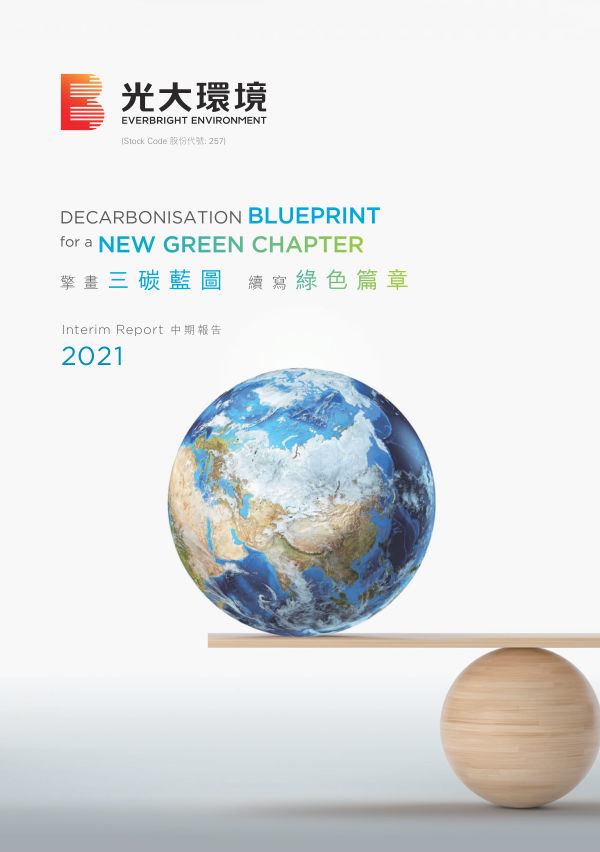 光大環境
EVERBRIGHT ENVIRONMENT
(Stock Code 股份代號: 257)
DECARBONISATION BLUEPRINT
for a NEW GREEN CHAPTER
擎畫三碳藍圖 續寫綠色篇章
Interim Report 中期報告
2021